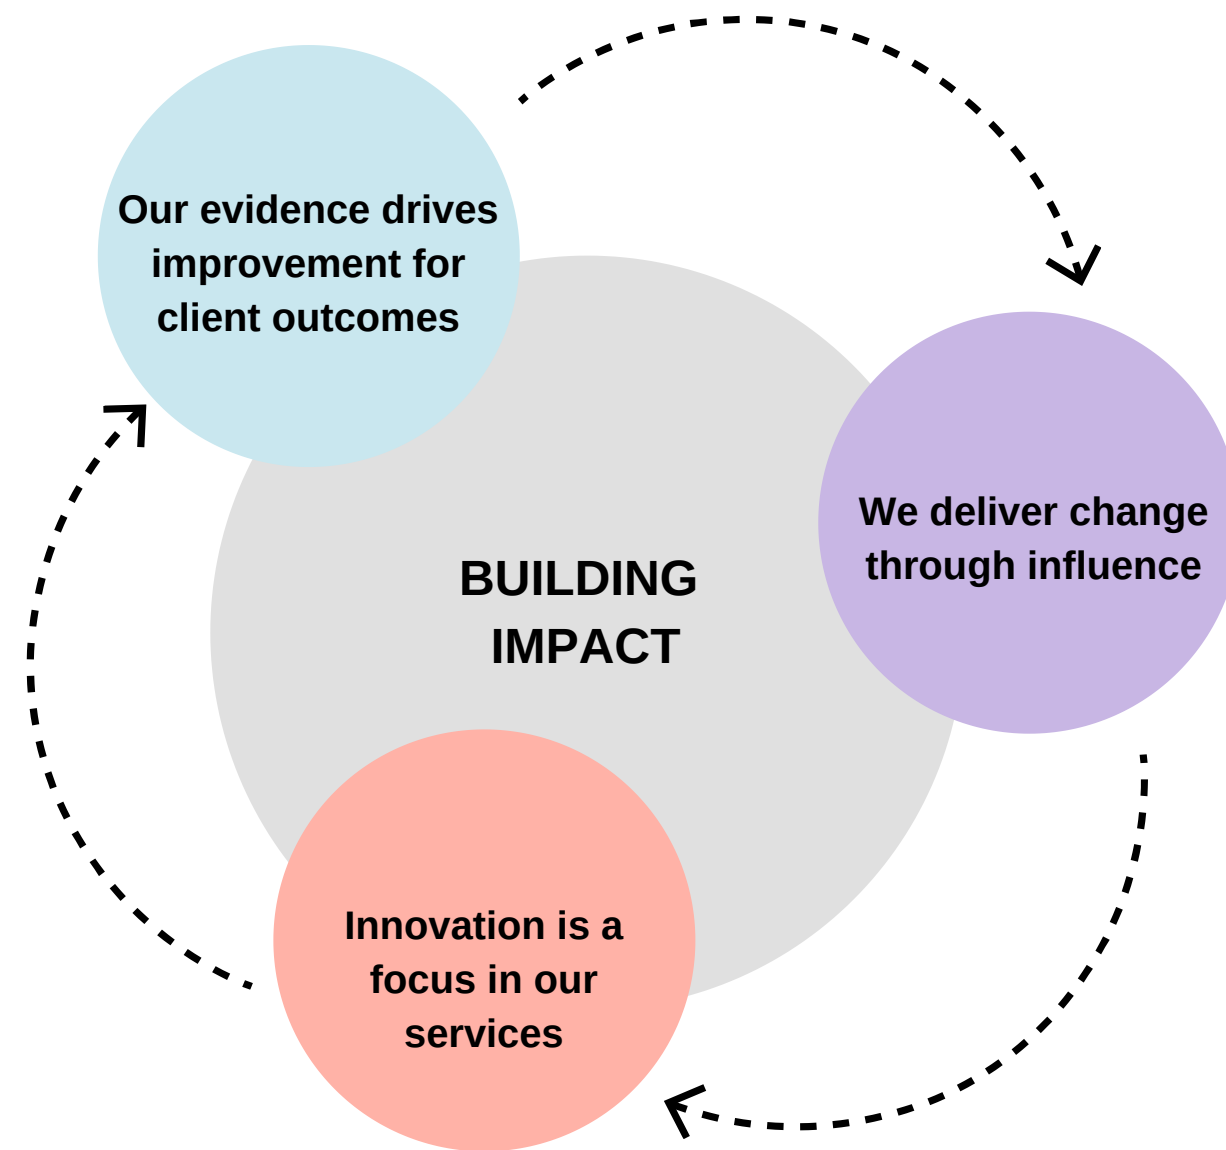 Our evidence drives
improvement for
client outcomes
We deliver change
through influence
BUILDING
IMPACT
Innovation is a
focus in our
services